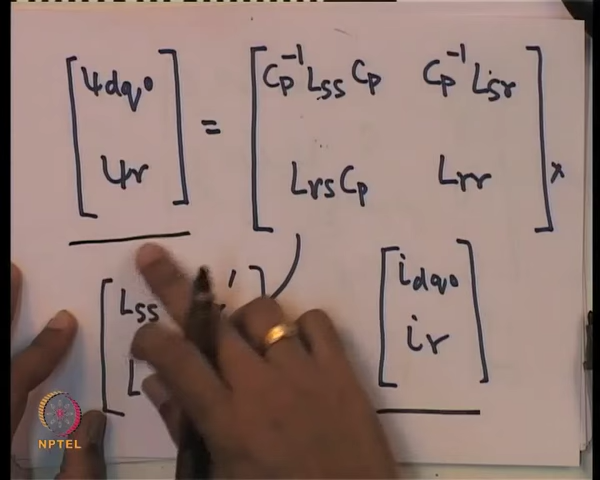 ψdq0 = Cp⁻¹ Lss Cp Cp⁻¹ Lsr
ψr Lrs Cp Lrr ×
Lss ' idq0
L ir
NPTEL